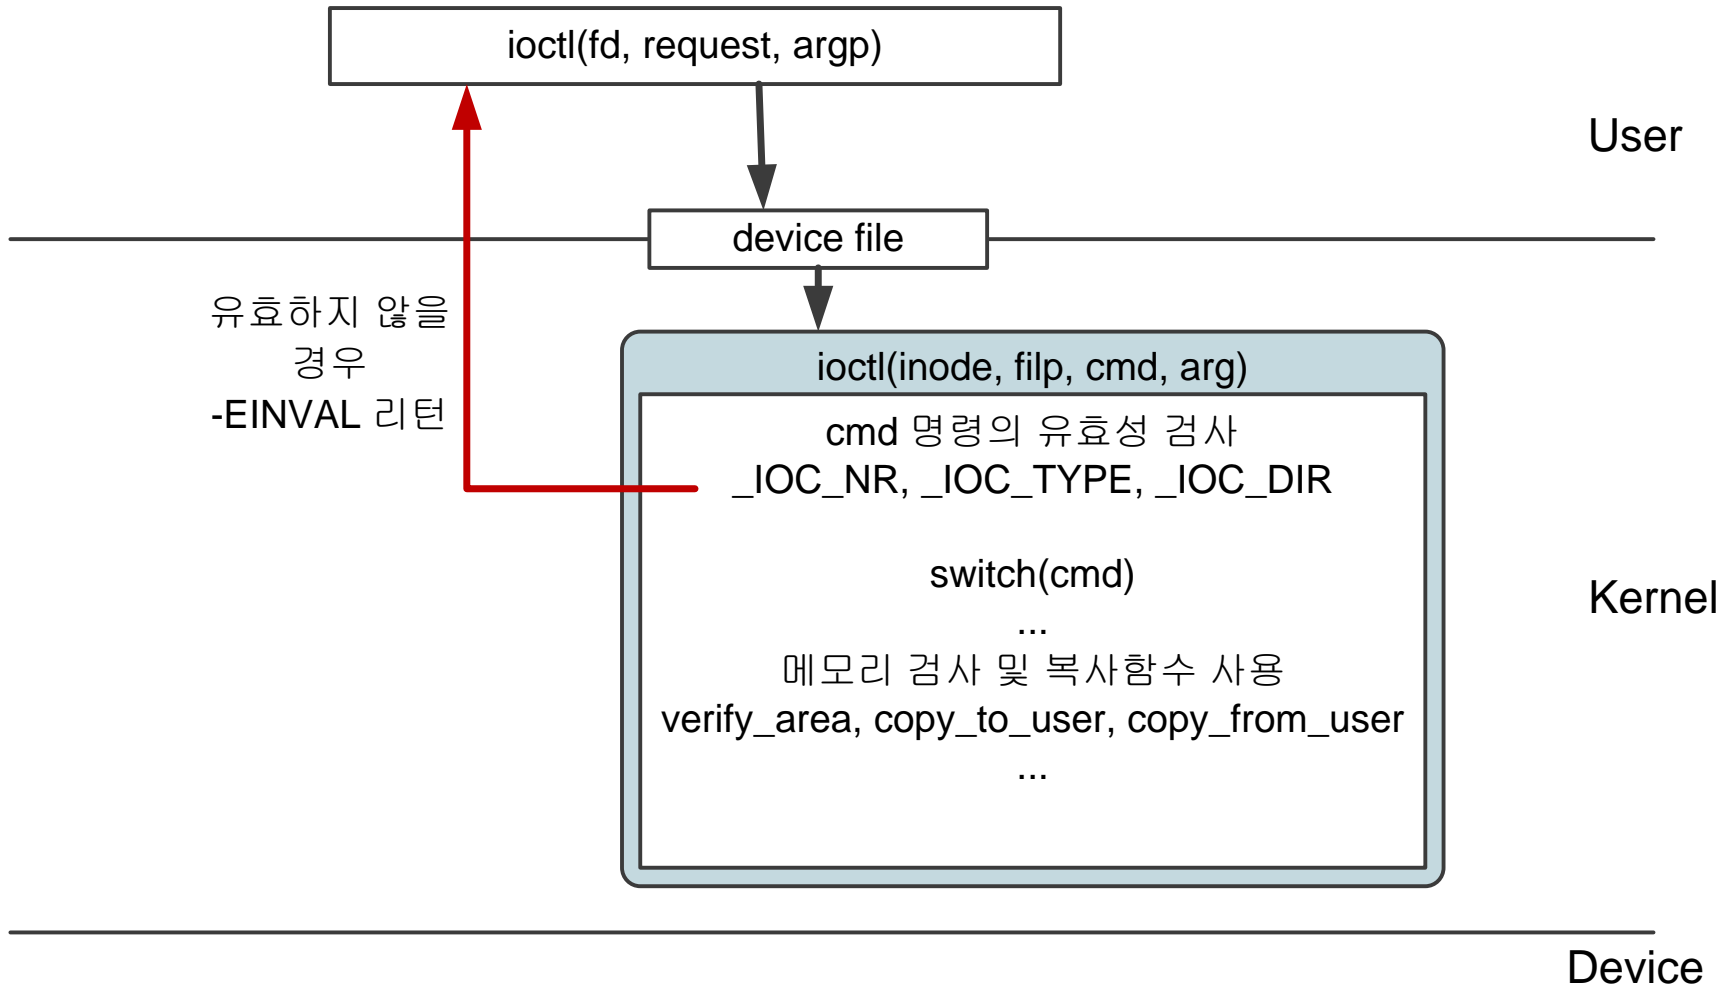 ioctl(fd, request, argp)
User
device file
유효하지 않을
경우
-EINVAL 리턴
ioctl(inode, filp, cmd, arg)
cmd 명령의 유효성 검사
_IOC_NR, _IOC_TYPE, _IOC_DIR
switch(cmd)
...
메모리 검사 및 복사함수 사용
verify_area, copy_to_user, copy_from_user
...
Kernel
Device